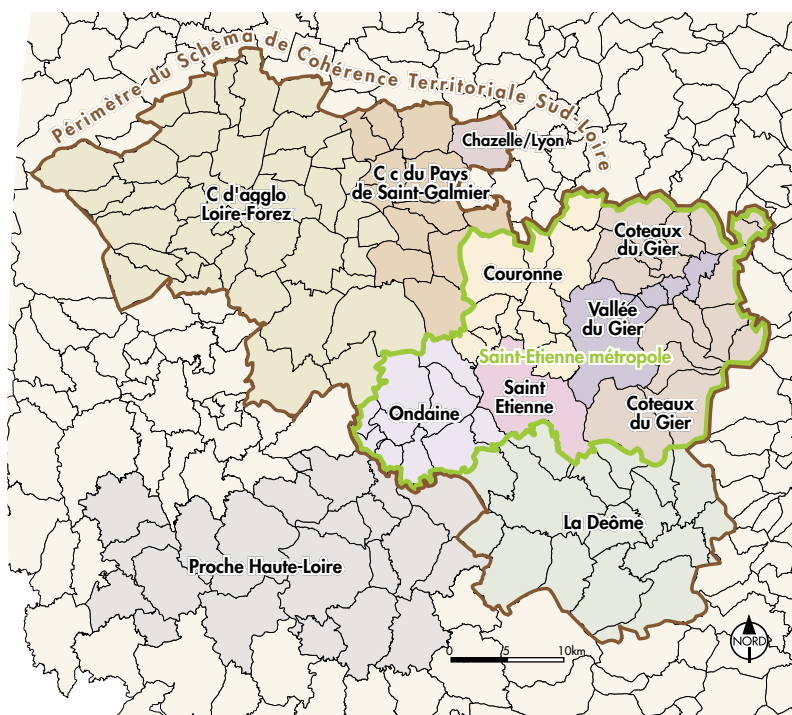 Périmètre du Schéma de Cohérence Territoriale Sud-Loire
Chazelle/Lyon
C c du Pays
de Saint-Galmier
C d'agglo
Loire-Forez
Coteaux
du Gier
Couronne
Vallée
du Gier
Saint-Etienne métropole
Saint
Etienne
Ondaine
Coteaux
du Gier
La Deôme
Proche Haute-Loire
NORD
0 5 10km